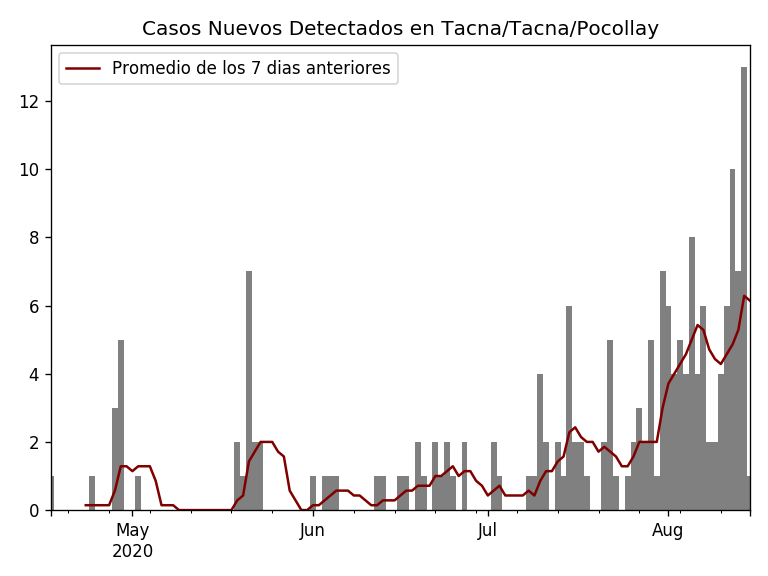 Casos Nuevos Detectados en Tacna/Tacna/Pocollay
Promedio de los 7 dias anteriores
12
10
8
6
4
2
0
May Jun Jul Aug
2020